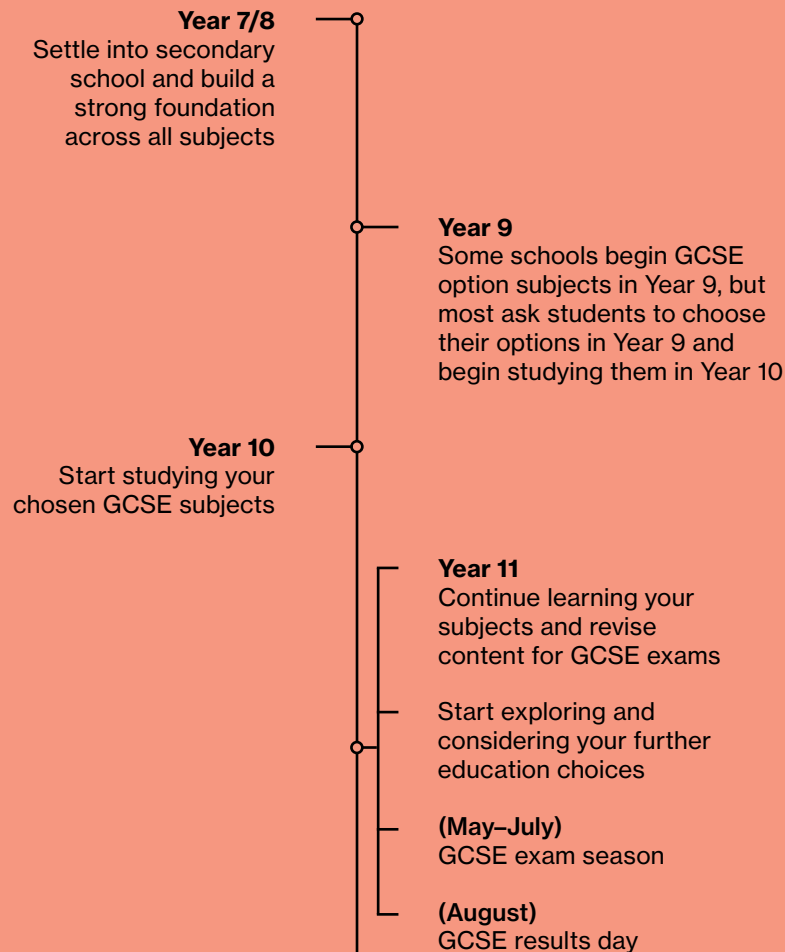 Year 7/8
Settle into secondary
school and build a
strong foundation
across all subjects
Year 9
Some schools begin GCSE
option subjects in Year 9, but
most ask students to choose
their options in Year 9 and
begin studying them in Year 10
Year 10
Start studying your
chosen GCSE subjects
Year 11
Continue learning your
subjects and revise
content for GCSE exams
Start exploring and
considering your further
education choices
(May–July)
GCSE exam season
(August)
GCSE results day